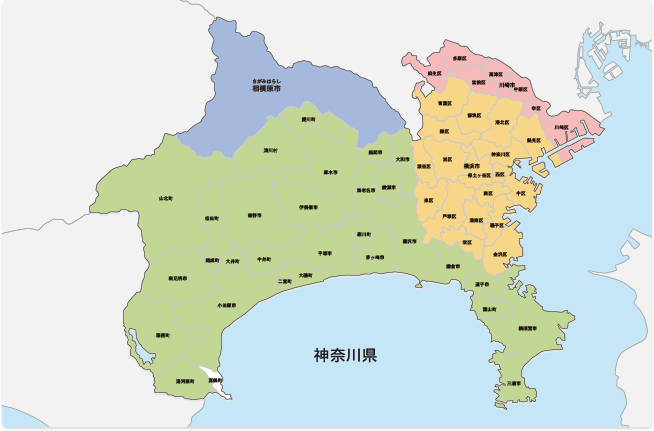 多摩区
麻生区
高津区
宮前区
川崎市
中原区
幸区
川崎区
さがみはらし
相模原市
青葉区
都筑区
港北区
緑区
鶴見区
愛川町
清川村
座間市
大和市
旭区
神奈川区
瀬谷区
横浜市
保土ヶ谷区
西区
厚木市
海老名市
綾瀬市
南区
中区
山北町
泉区
伊勢原市
秦野市
松田町
戸塚区
港南区
磯子区
寒川町
藤沢市
栄区
金沢区
開成町
大井町
中井町
平塚市
茅ヶ崎市
鎌倉市
南足柄市
二宮町
大磯町
逗子市
小田原市
葉山町
横須賀市
箱根町
神奈川県
湯河原町
真鶴町
三浦市